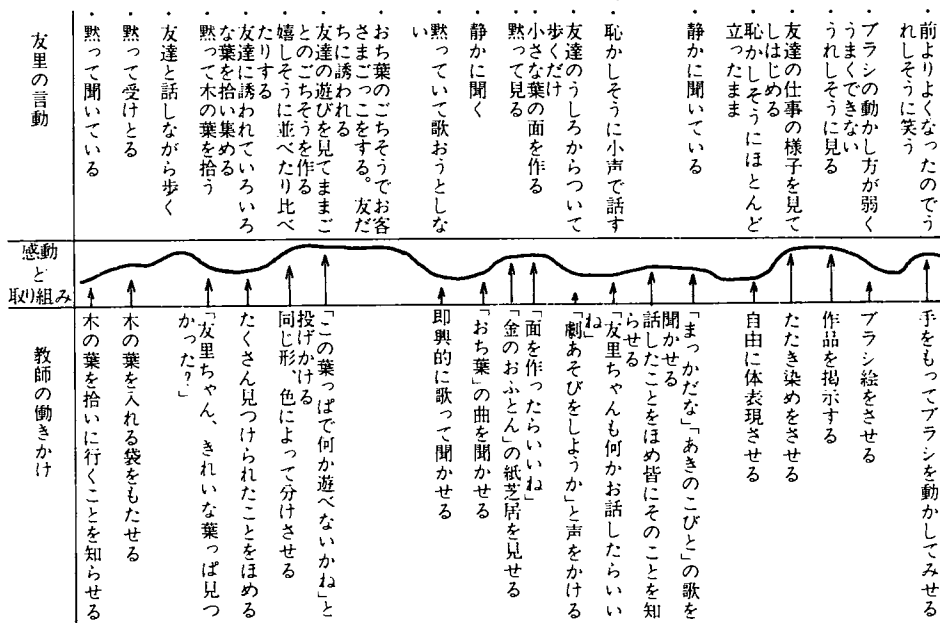 ・前よりよくなったのでう
れしそうに笑う
・ブラシの動かし方が弱く
うまくできない
・うれしそうに見る
・友達の仕事の様子を見て
しはじめる
・恥かしそうにほとんど
立ったまま
・静かに聞いている
・恥かしそうに小声で話す
・友達のうしろからついて
歩くだけ
・小さな葉の面を作る
・黙って見る
・静かに聞く
・黙っていて歌おうとしな
い
・おち葉のごちそうでお客
さまごっこをする。友だ
ちに誘われる
・友達の遊びを見てままご
とのごちそうを作る
・嬉しそうに並べたり比べ
たりする
・友達に誘われていろいろ
な葉を拾い集める
・黙って木の葉を拾う
・友達と話しながら歩く
・黙って受けとる
・黙って聞いている
友里の言動
感動
と
取り組み
手をもってブラシを動かしてみせる
ブラシ絵をさせる
作品を掲示する
たたき染めをさせる
自由に体表現させる
「まっかだな」「あきのこびと」の歌を
聞かせる
話したことをほめ皆にそのことを知
らせる
「友里ちゃんも何かお話したらいい
ね」
「劇あそびをしようか」と声をかける
「面を作ったらいいね」
「金のおふとん」の紙芝居を見せる
「おち葉」の曲を聞かせる
即興的に歌って聞かせる
「この葉っぱで何か遊べないかね」と
投げかける
同じ形、色によって分けさせる
たくさん見つけられたことをほめる
「友里ちゃん、きれいな葉っぱ見つ
かった？」
木の葉を入れる袋をもたせる
木の葉を拾いに行くことを知らせる
教師の働きかけ